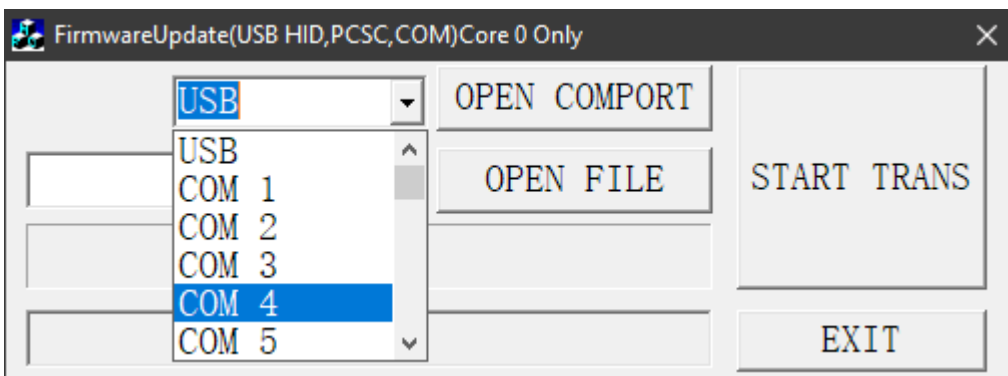 FirmwareUpdate(USB HID,PCSC,COM)Core 0 Only
USB
OPEN COMPORT
USB
COM 1
COM 2
COM 3
COM 4
COM 5
OPEN FILE
START TRANS
EXIT